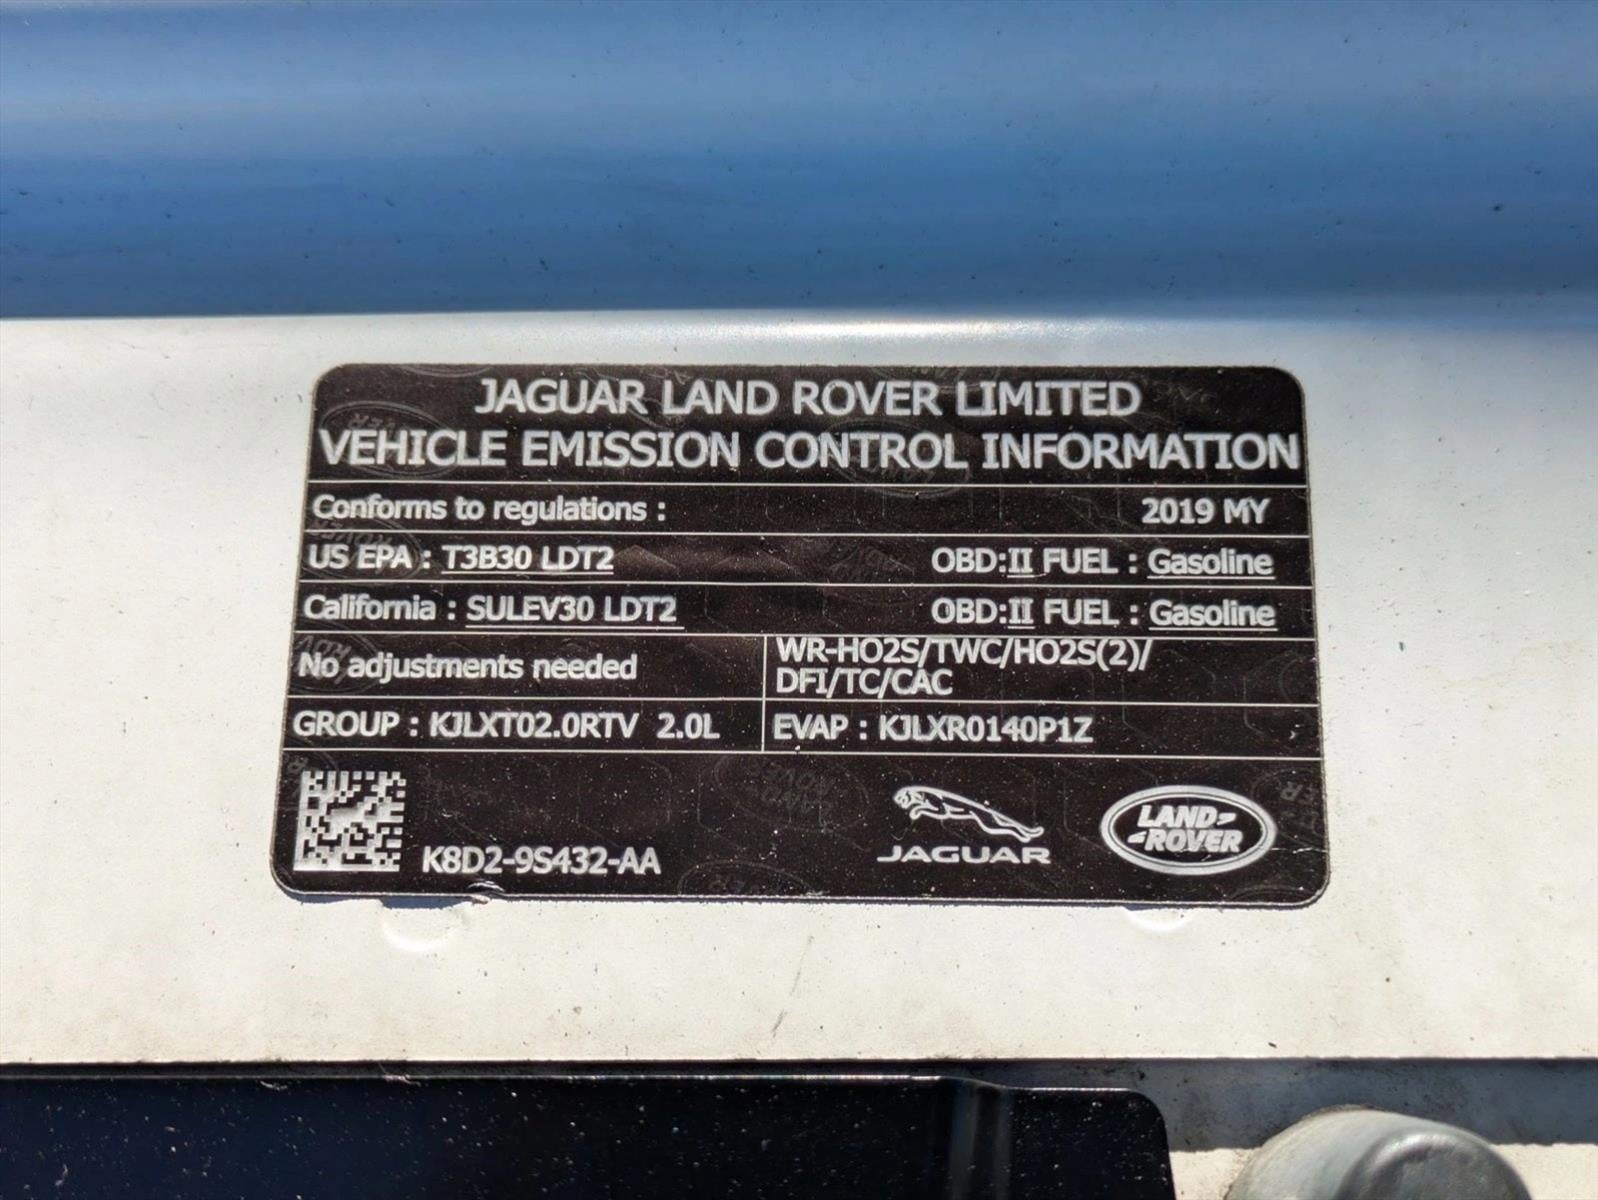 JAGUAR LAND ROVER LIMITED
VEHICLE EMISSION CONTROL INFORMATION
Conforms to regulations : 2019 MY
US EPA : T3B30 LDT2 OBD:II FUEL : Gasoline
California : SULEV30 LDT2 OBD:II FUEL : Gasoline
No adjustments needed
WR-HO2S/TWC/HO2S(2)/
DFI/TC/CAC
GROUP : KJLXT02.0RTV 2.0L
EVAP : KJLXR0140P1Z
K8D2-9S432-AA
JAGUAR
LAND
ROVER